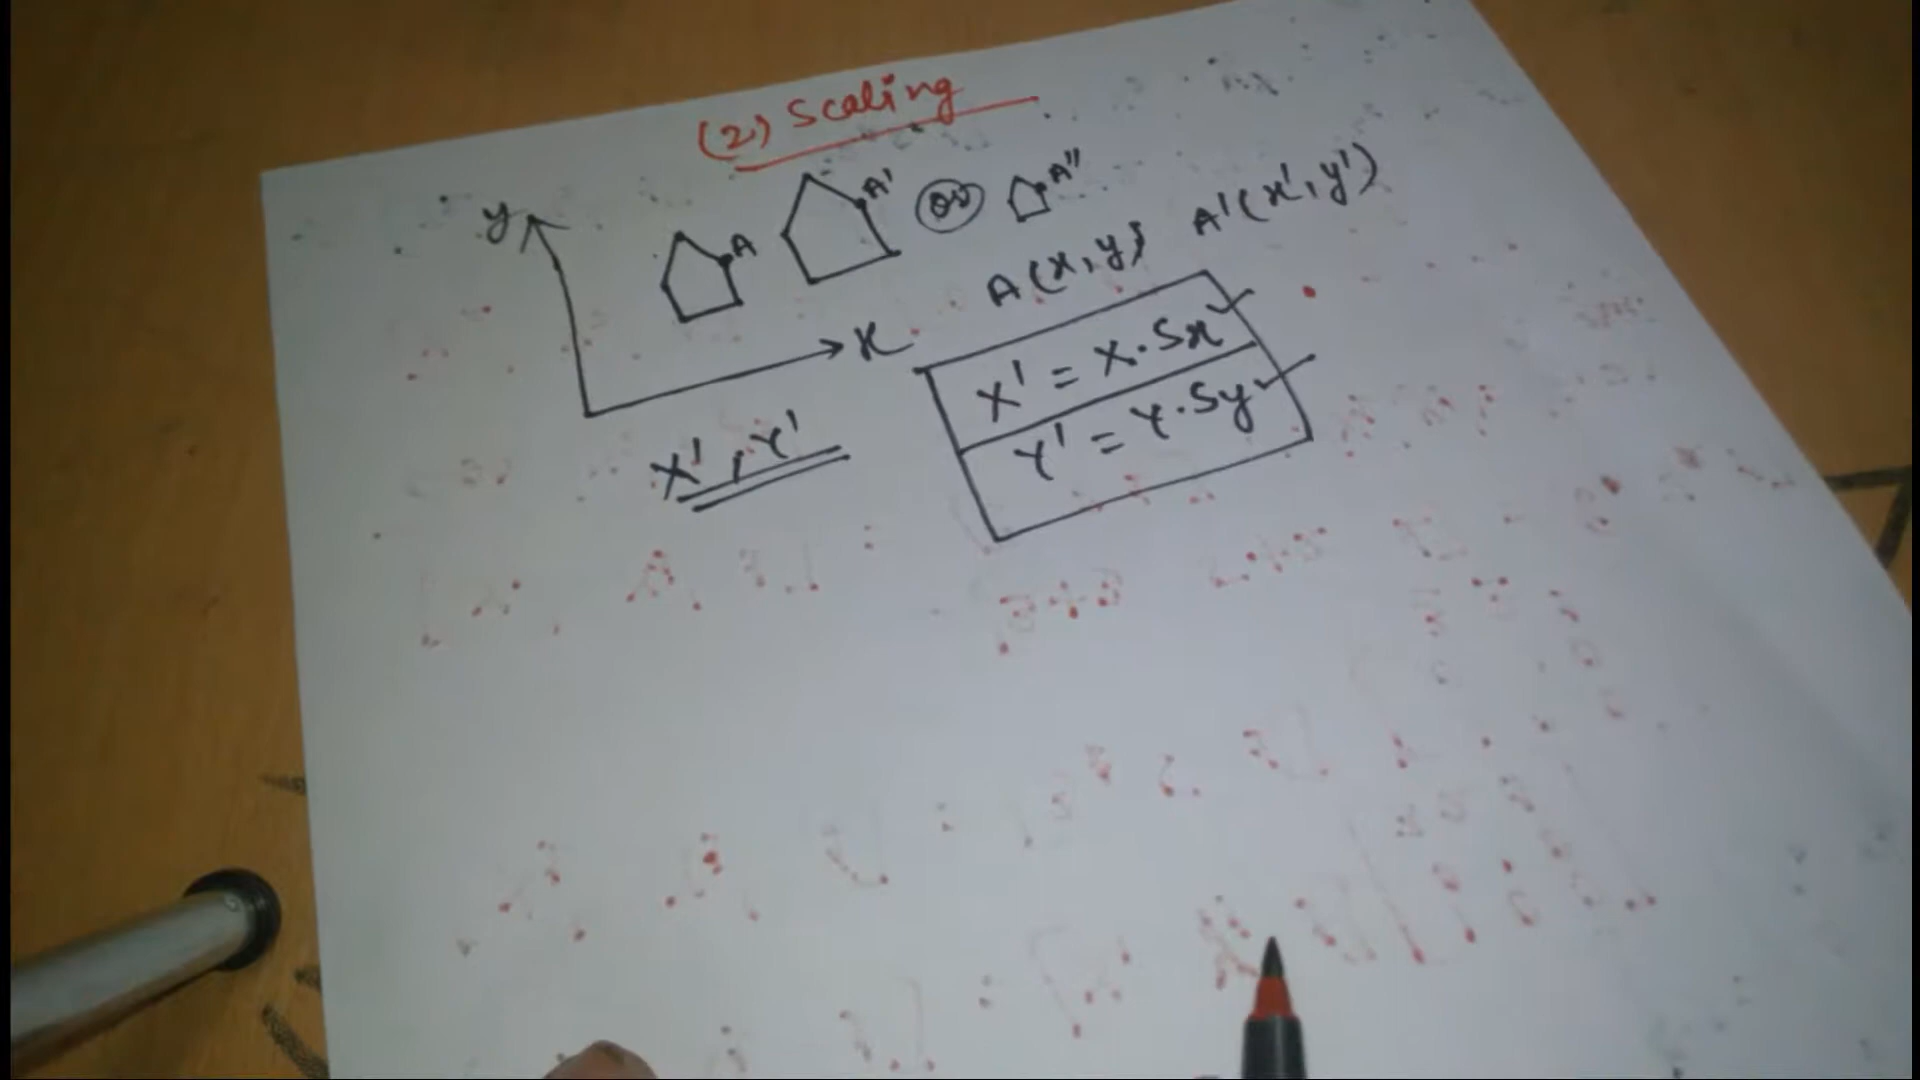 (2) Scaling
y A A' or A"
A(x,y) A'(x',y')
x
X' = X.Sx
Y' = Y.Sy
X', Y'